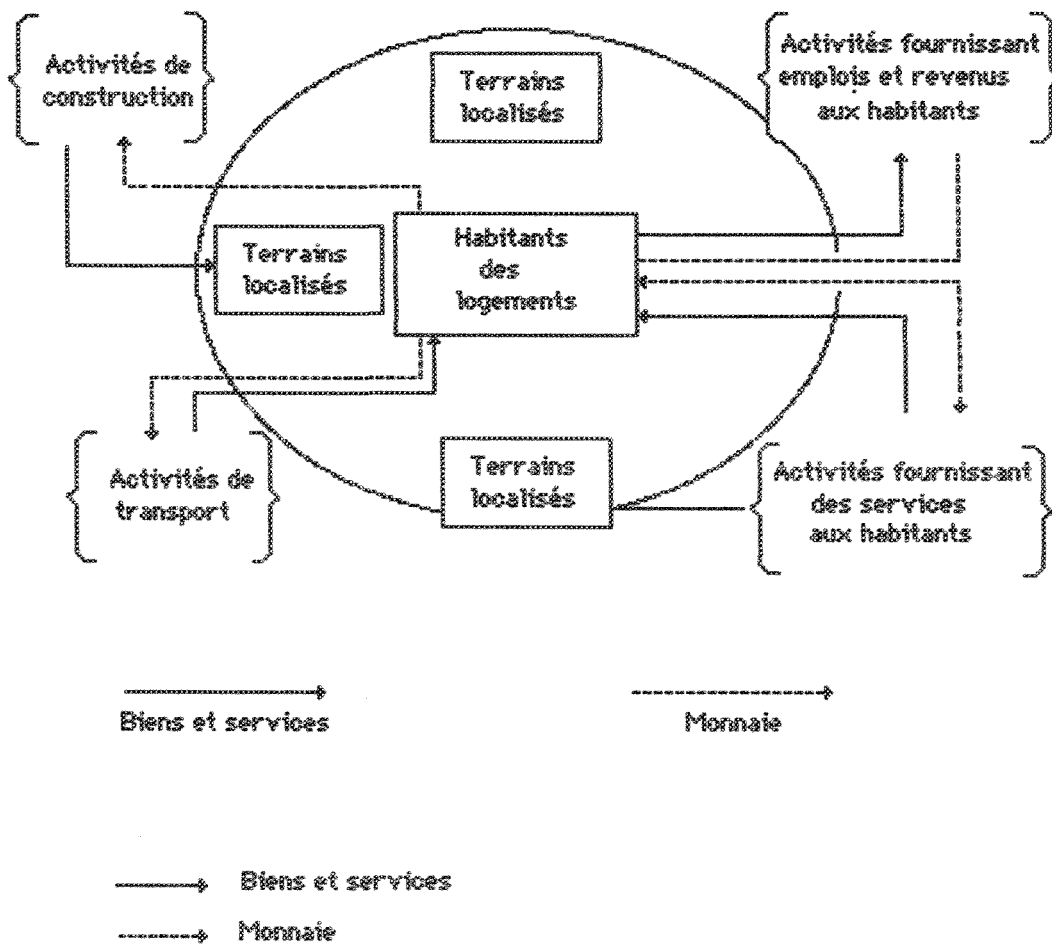 Activités de
construction
Terrains
localisés
Activités fournissant
emplois et revenus
aux habitants
Terrains
localisés
Habitants
des
logements
Activités de
transport
Terrains
localisés
Activités fournissant
des services
aux habitants
Biens et services
Monnaie
Biens et services
Monnaie